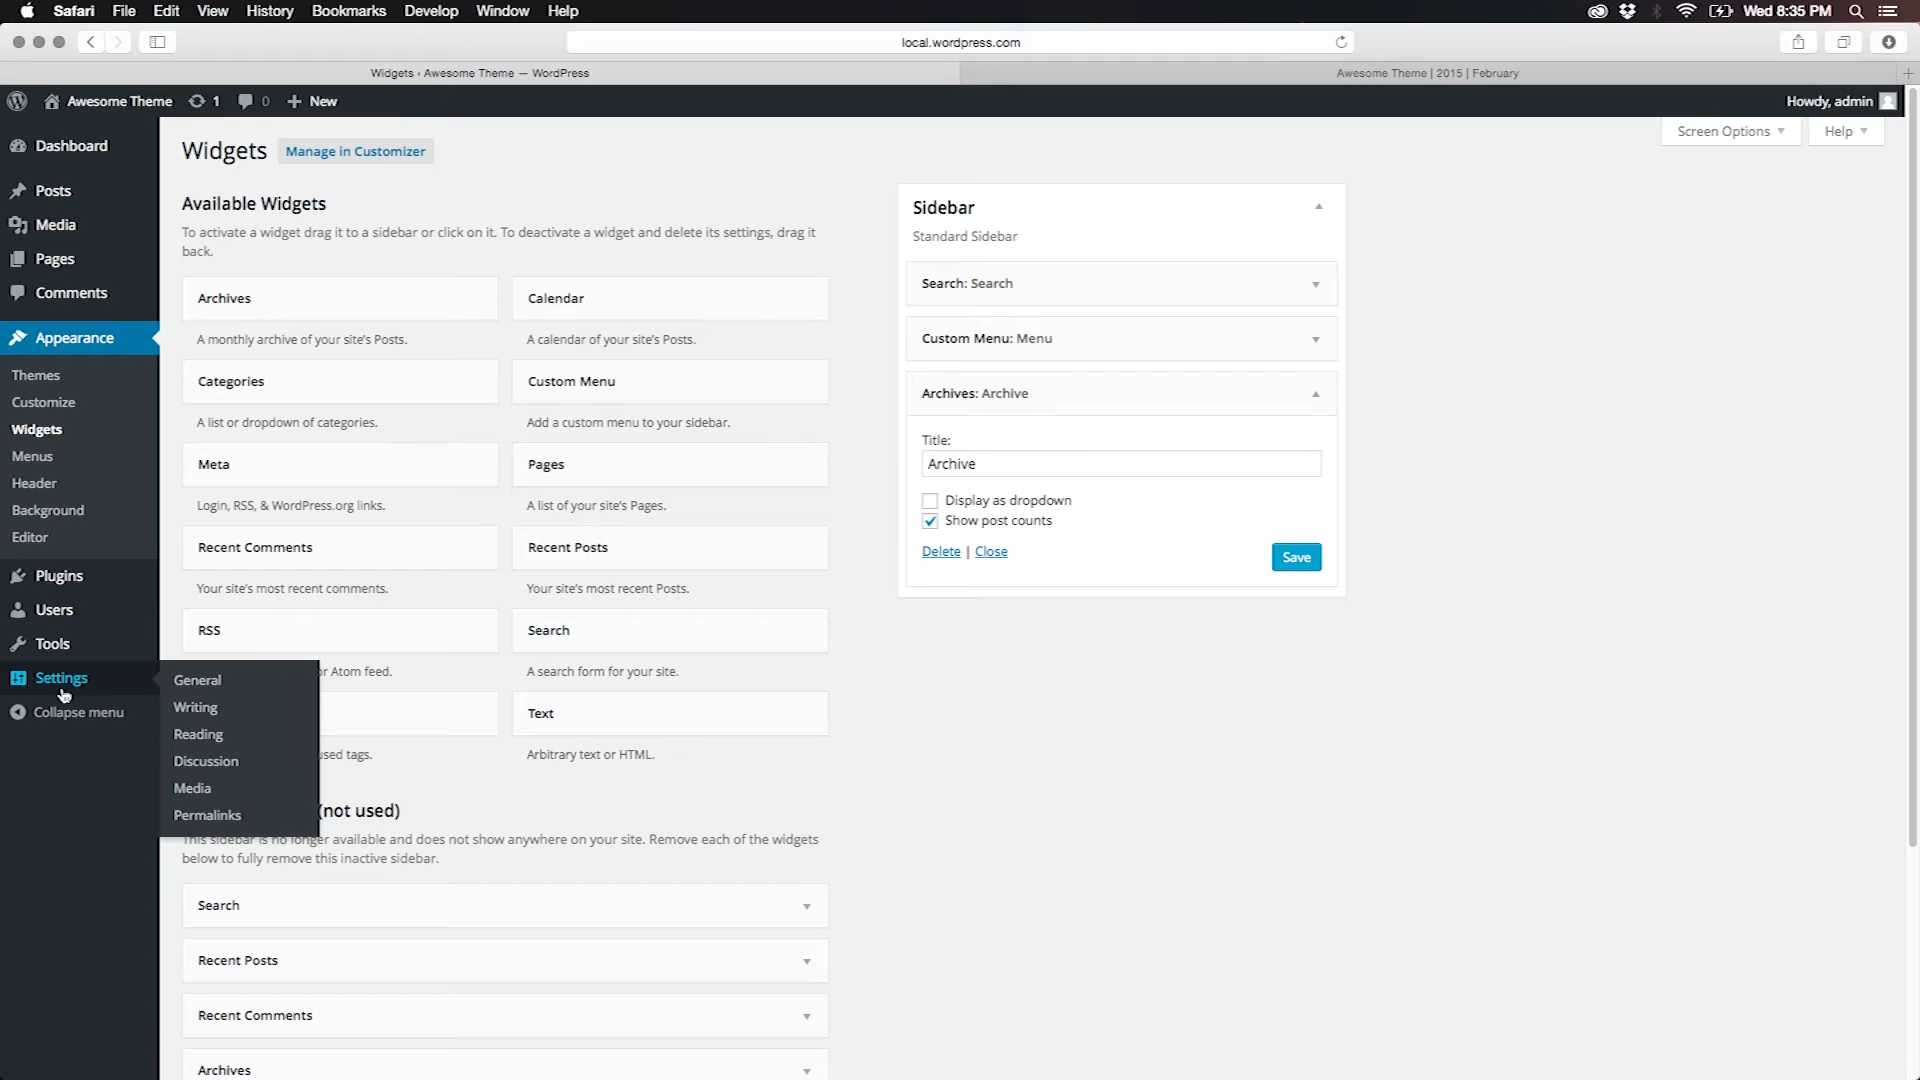 Safari File Edit View History Bookmarks Develop Window Help Wed 8:35 PM
local.wordpress.com
Widgets ‹ Awesome Theme — WordPress
Awesome Theme | 2015 | February
Awesome Theme 1 0 New Howdy, admin
Screen Options Help
Dashboard
Posts
Media
Pages
Comments
Appearance
Themes
Customize
Widgets
Menus
Header
Background
Editor
Plugins
Users
Tools
Settings
Collapse menu
General
Writing
Reading
Discussion
Media
Permalinks
Widgets Manage in Customizer
Available Widgets
To activate a widget drag it to a sidebar or click on it. To deactivate a widget and delete its settings, drag it
back.
Archives
A monthly archive of your site's Posts.
Calendar
A calendar of your site's Posts.
Categories
A list or dropdown of categories.
Custom Menu
Add a custom menu to your sidebar.
Meta
Login, RSS, & WordPress.org links.
Pages
A list of your site's Pages.
Recent Comments
Your site's most recent comments.
Recent Posts
Your site's most recent Posts.
RSS
or Atom feed.
Search
A search form for your site.
used tags.
Text
Arbitrary text or HTML.
(not used)
This sidebar is no longer available and does not show anywhere on your site. Remove each of the widgets
below to fully remove this inactive sidebar.
Search
Recent Posts
Recent Comments
Archives
Sidebar
Standard Sidebar
Search: Search
Custom Menu: Menu
Archives: Archive
Title:
Archive
Display as dropdown
Show post counts
Delete | Close
Save